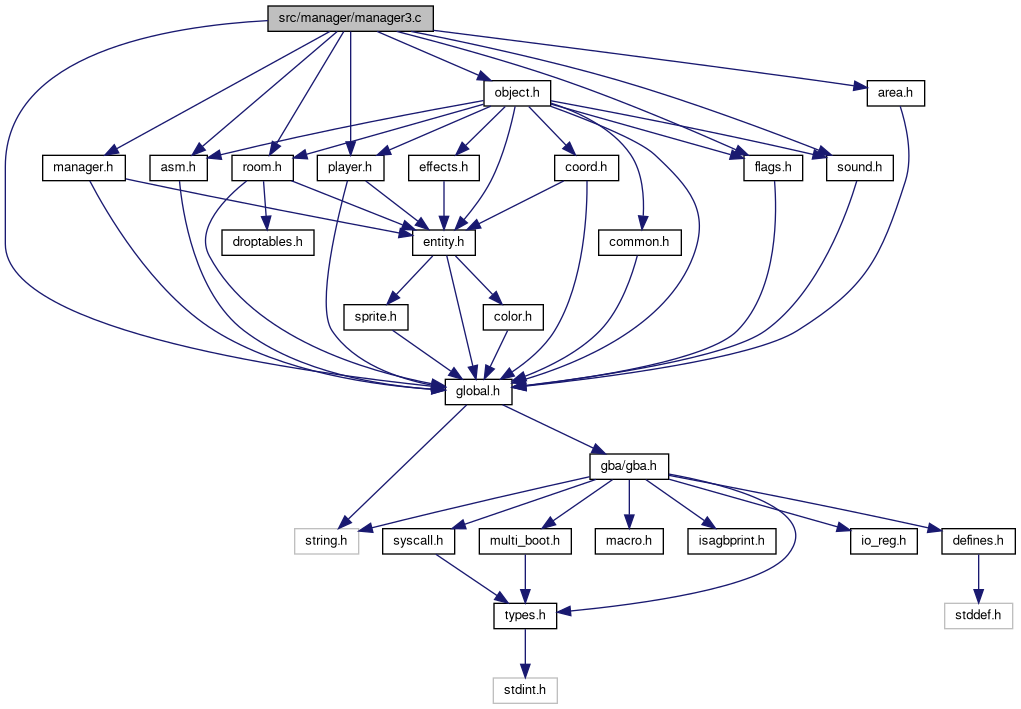 src/manager/manager3.c
object.h
area.h
manager.h
asm.h
room.h
player.h
effects.h
coord.h
flags.h
sound.h
droptables.h
entity.h
common.h
sprite.h
color.h
global.h
gba/gba.h
string.h
syscall.h
multi_boot.h
macro.h
isagbprint.h
io_reg.h
defines.h
types.h
stddef.h
stdint.h